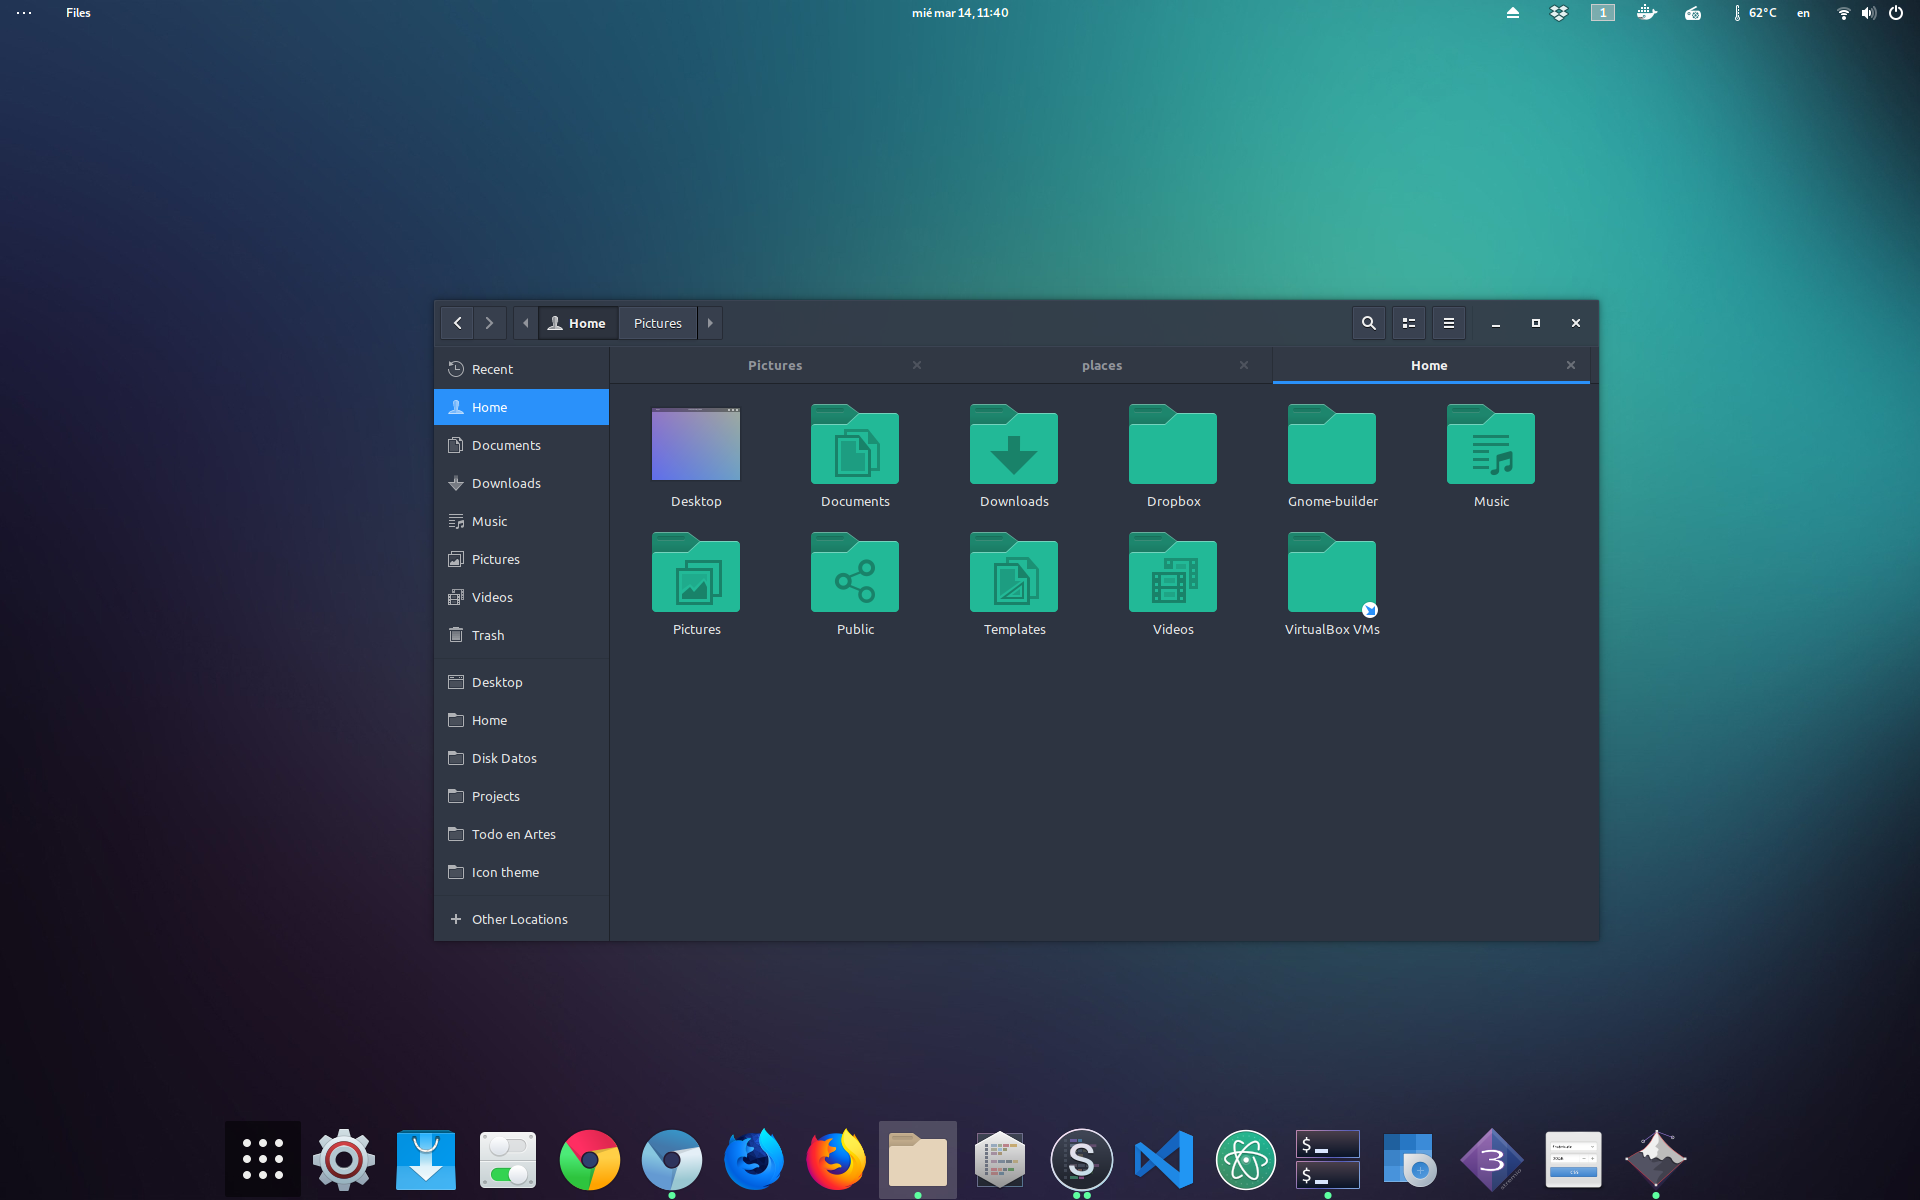 Files
mié mar 14, 11:40
1
62°C
en
Home
Pictures
Pictures
places
Home
Recent
Home
Documents
Downloads
Music
Pictures
Videos
Trash
Desktop
Home
Disk Datos
Projects
Todo en Artes
Icon theme
Other Locations
Desktop
Documents
Downloads
Dropbox
Gnome-builder
Music
Pictures
Public
Templates
Videos
VirtualBox VMs
S
$
$
3
stremio